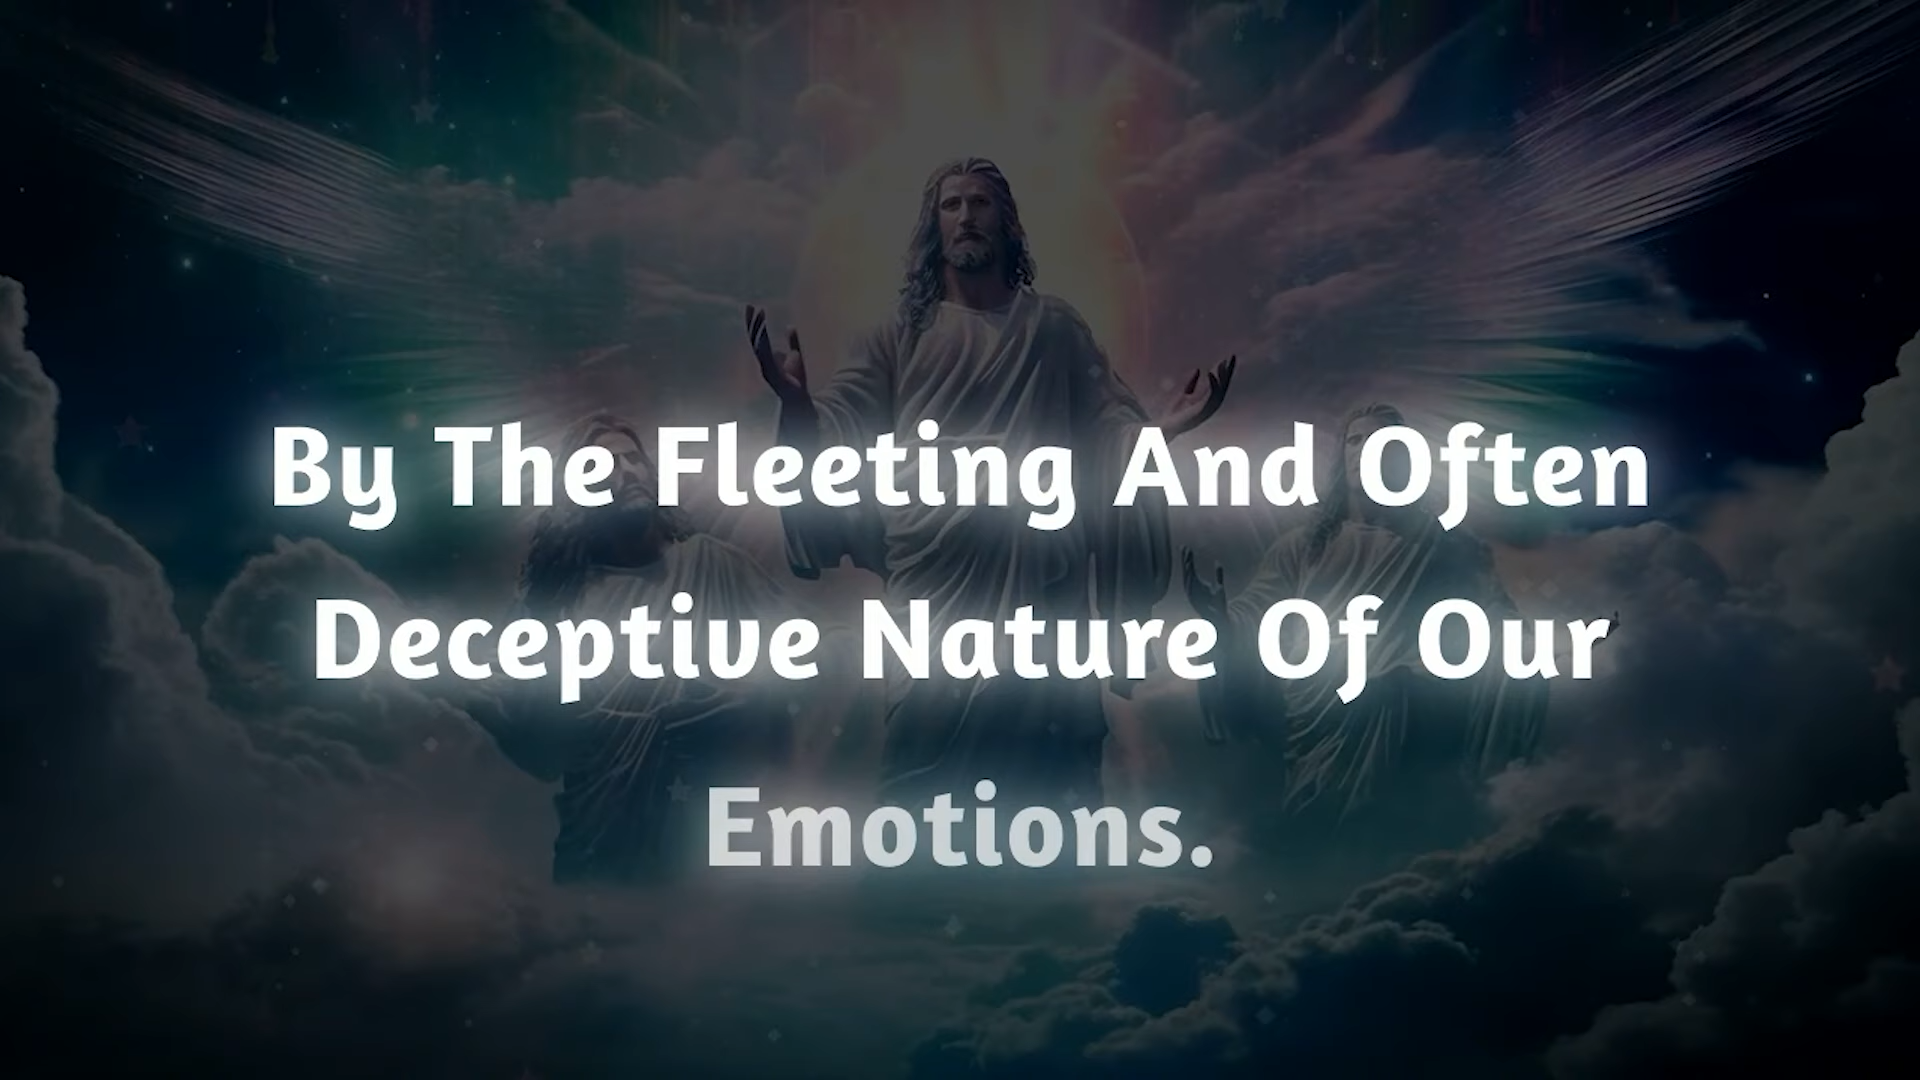 By The Fleeting And Often
Deceptive Nature Of Our
Emotions.